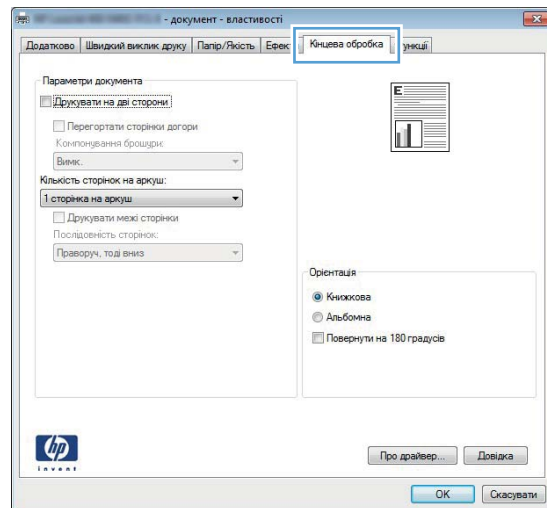 - документ - властивості
Додатково Швидкий виклик друку Папір/Якість Ефек Кінцева обробка ункції
Параметри документа
Друкувати на дві сторони
Перегортати сторінки догори
Компонування брошури:
Вимк.
Кількість сторінок на аркуш:
1 сторінка на аркуш
Друкувати межі сторінки
Послідовність сторінок:
Праворуч, тоді вниз
E
Орієнтація
Книжкова
Альбомна
Повернути на 180 градусів
hp
invent
Про драйвер... Довідка
OK Скасувати